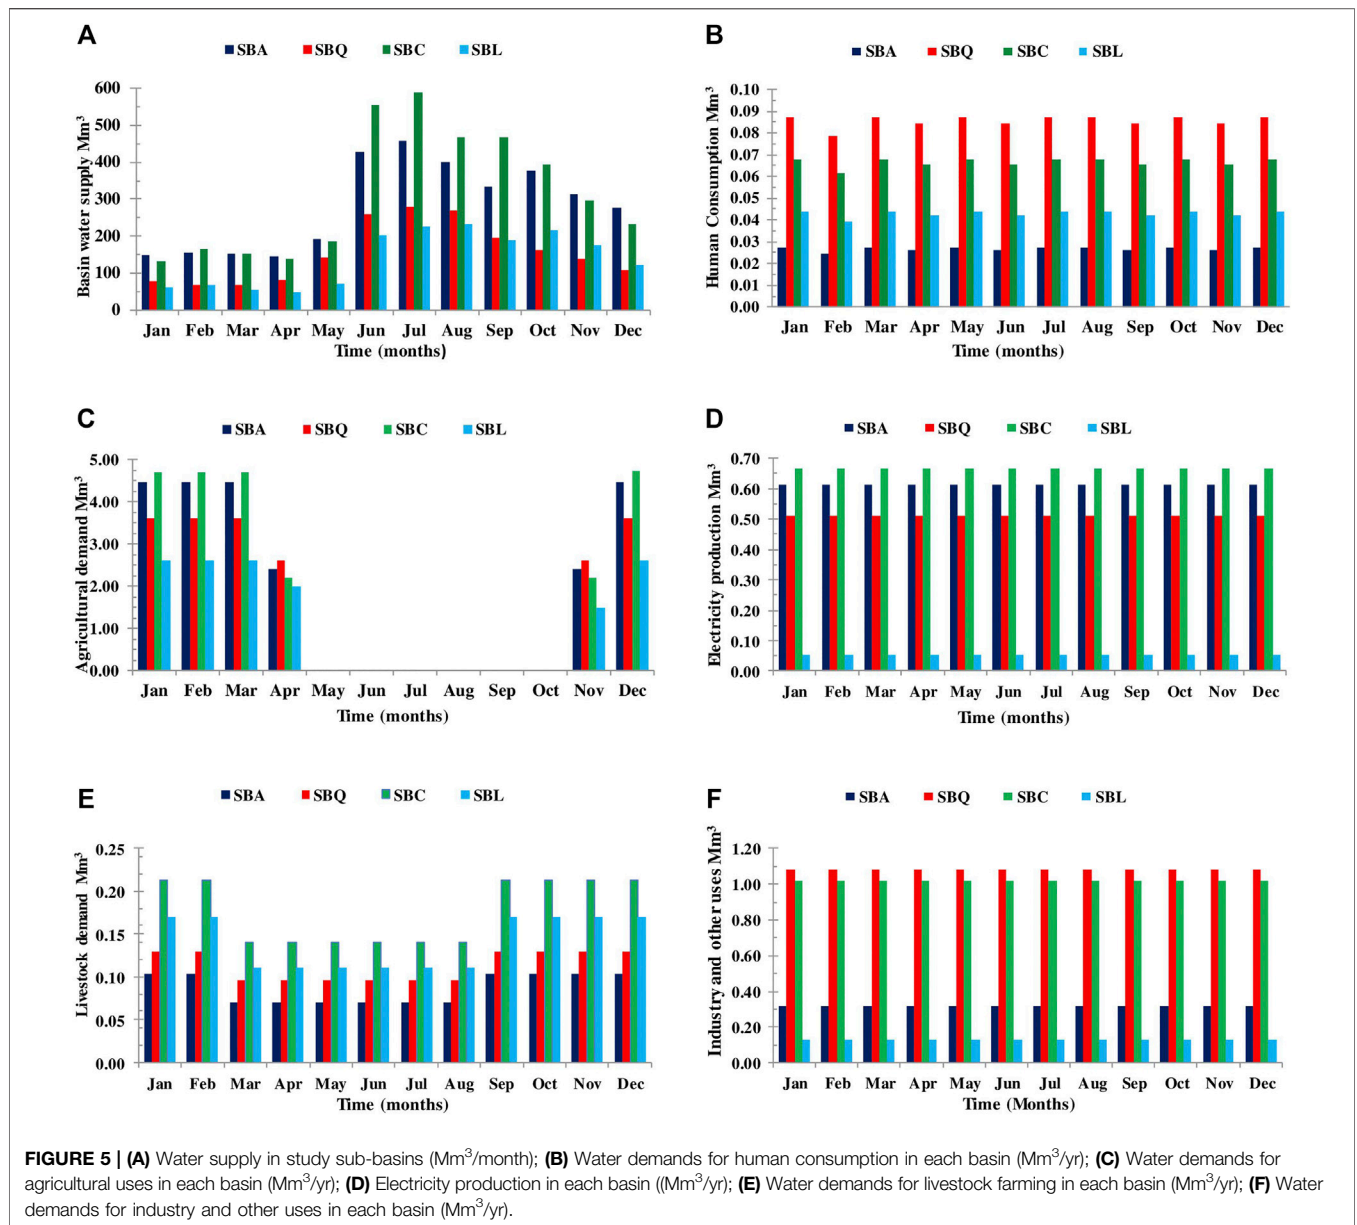 A
SBA SBQ SBC SBL
Basin water supply Mm³
600
500
400
300
200
100
0
Jan Feb Mar Apr May Jun Jul Aug Sep Oct Nov Dec
Time (months)
B
SBA SBQ SBC SBL
Human Consumption Mm³
0.10
0.09
0.08
0.07
0.06
0.05
0.04
0.03
0.02
0.01
0.00
Jan Feb Mar Apr May Jun Jul Aug Sep Oct Nov Dec
Time (months)
C
SBA SBQ SBC SBL
Agricultural demand Mm³
5.00
4.00
3.00
2.00
1.00
0.00
Jan Feb Mar Apr May Jun Jul Aug Sep Oct Nov Dec
Time (months)
D
SBA SBQ SBC SBL
Electricity production Mm³
0.70
0.60
0.50
0.40
0.30
0.20
0.10
0.00
Jan Feb Mar Apr May Jun Jul Aug Sep Oct Nov Dec
Time (months)
E
SBA SBQ SBC SBL
Livestock demand Mm³
0.25
0.20
0.15
0.10
0.05
0.00
Jan Feb Mar Apr May Jun Jul Aug Sep Oct Nov Dec
Time (months)
F
SBA SBQ SBC SBL
Industry and other uses Mm³
1.20
1.00
0.80
0.60
0.40
0.20
0.00
Jan Feb Mar Apr May Jun Jul Aug Sep Oct Nov Dec
Time (Months)
FIGURE 5 | (A) Water supply in study sub-basins (Mm³/month); (B) Water demands for human consumption in each basin (Mm³/yr); (C) Water demands for
agricultural uses in each basin (Mm³/yr); (D) Electricity production in each basin ((Mm³/yr); (E) Water demands for livestock farming in each basin (Mm³/yr); (F) Water
demands for industry and other uses in each basin (Mm³/yr).